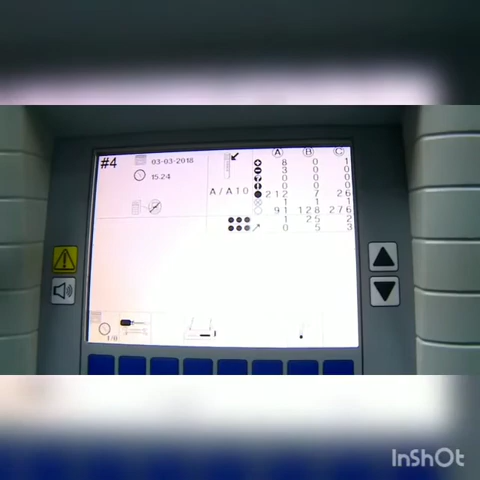 #4
03-03-2018
15.24
A B C
8 0 1
3 0 0
0 0 0
0 0 0
A/A10 212 7 26
1 1 1
91 128 276
1 25 2
0 5 3
1/0
InShOt